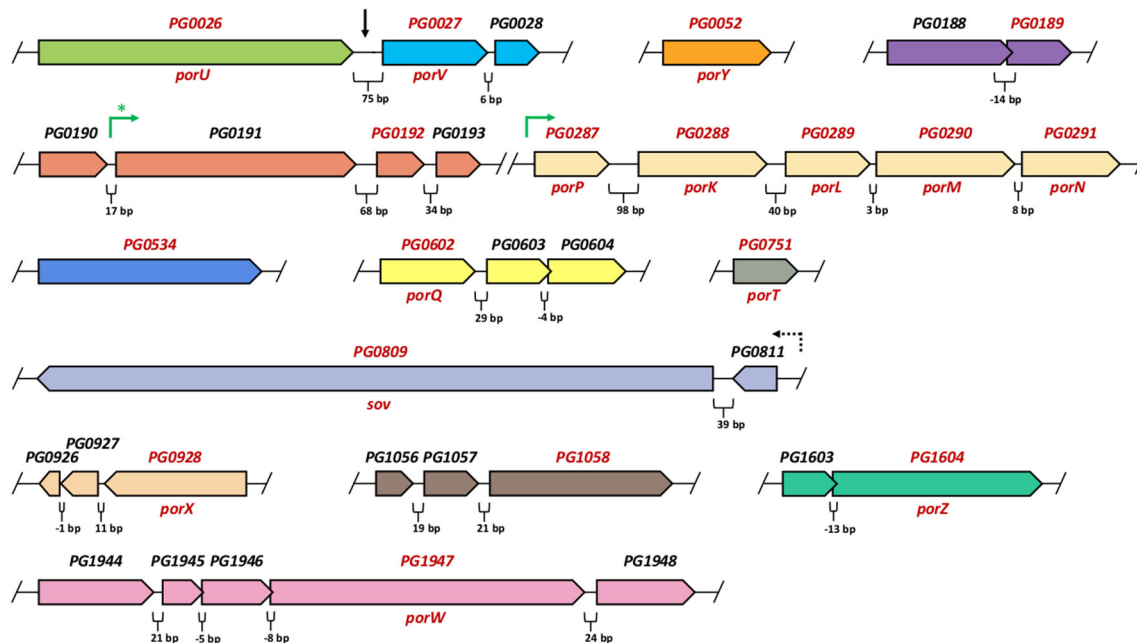 PG0026 PG0027 PG0028 PG0052 PG0188 PG0189
porU porV porY
75 bp 6 bp -14 bp
*
PG0190 PG0191 PG0192 PG0193 PG0287 PG0288 PG0289 PG0290 PG0291
porP porK porL porM porN
17 bp 68 bp 34 bp 98 bp 40 bp 3 bp 8 bp
PG0534 PG0602 PG0603 PG0604 PG0751
porQ porT
29 bp -4 bp
PG0809 PG0811
sov
39 bp
PG0926 PG0927 PG0928 PG1056 PG1057 PG1058 PG1603 PG1604
porX porZ
-1 bp 11 bp 19 bp 21 bp -13 bp
PG1944 PG1945 PG1946 PG1947 PG1948
porW
21 bp -5 bp -8 bp 24 bp